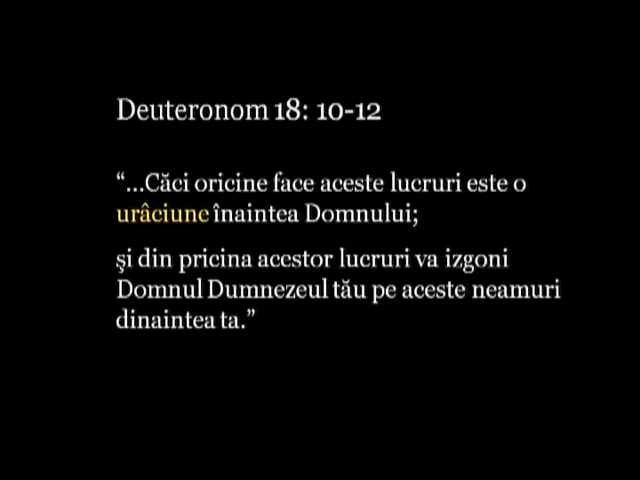 Deuteronom 18: 10-12
“...Căci oricine face aceste lucruri este o
urâciune înaintea Domnului;
şi din pricina acestor lucruri va izgoni
Domnul Dumnezeul tău pe aceste neamuri
dinaintea ta.”